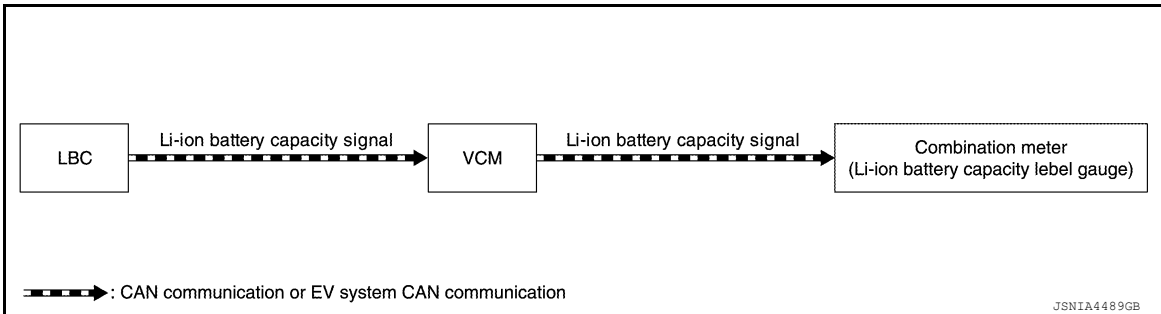 Li-ion battery capacity signal
Li-ion battery capacity signal
LBC
VCM
Combination meter
(Li-ion battery capacity lebel gauge)
: CAN communication or EV system CAN communication
JSNIA4489GB